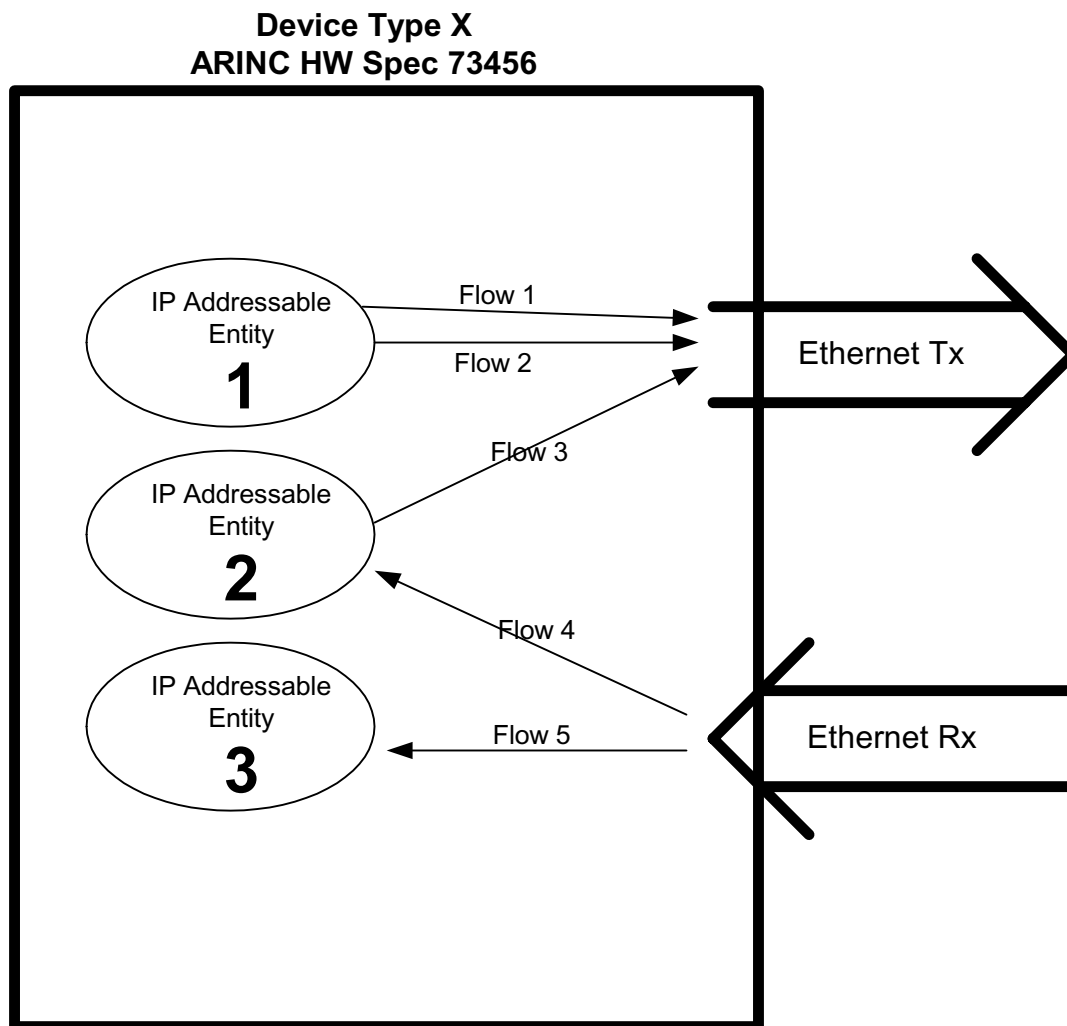 Device Type X
ARINC HW Spec 73456
IP Addressable
Entity
1
Flow 1
Flow 2
Ethernet Tx
Flow 3
IP Addressable
Entity
2
Flow 4
IP Addressable
Entity
3
Flow 5
Ethernet Rx